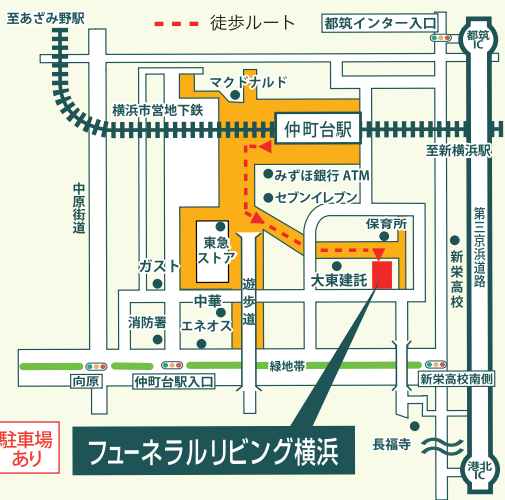 至あざみ野駅
徒歩ルート
都筑インター入口
都筑
IC
マクドナルド
横浜市営地下鉄
仲町台駅
至新横浜駅
みずほ銀行 ATM
セブンイレブン
中原街道
保育所
第三京浜道路
東急
ストア
新栄高校
ガスト
大東建託
遊歩道
中華
消防署
エネオス
緑地帯
向原
仲町台駅入口
新栄高校南側
駐車場
あり
フューネラルリビング横浜
長福寺
港北
IC